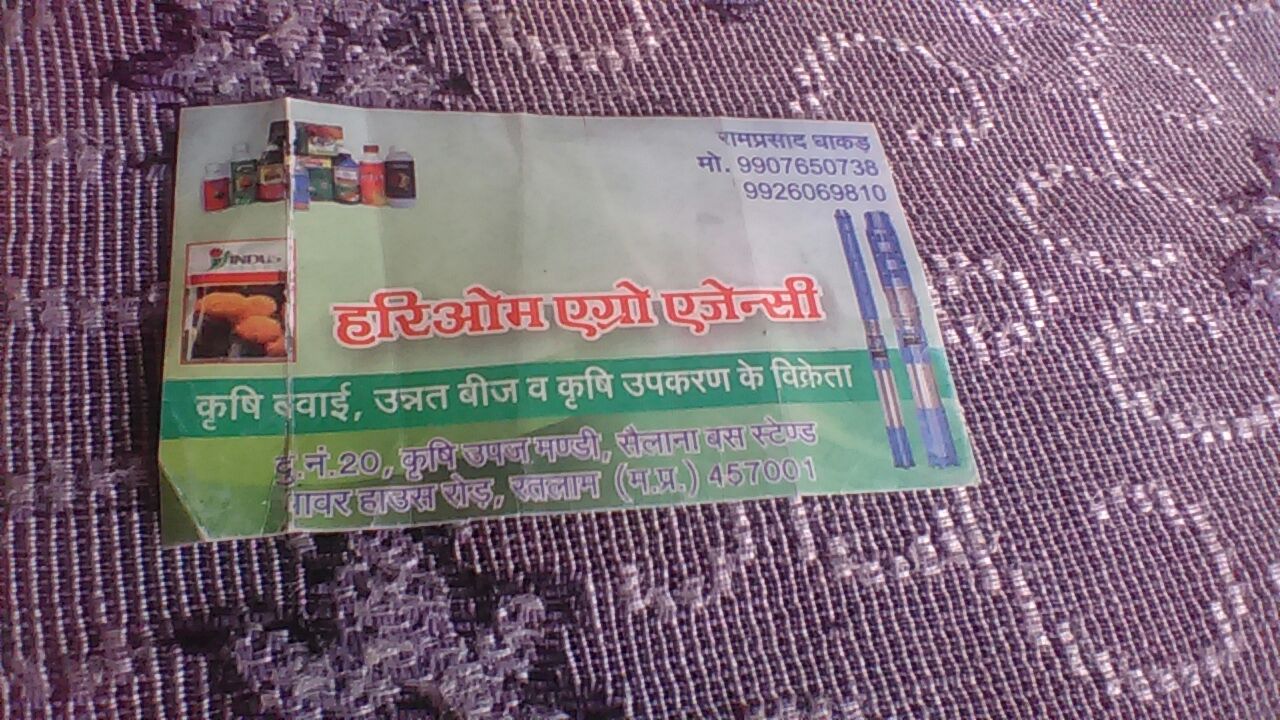 रामप्रसाद धाकड़
मो. 9907650738
9926069810
INDUS
हरिओम एग्रो एजेन्सी
कृषि दवाई, उन्नत बीज व कृषि उपकरण के विक्रेता
दु.नं.20, कृषि उपज मण्डी, सैलाना बस स्टेण्ड
पावर हाउस रोड़, रतलाम (म.प्र.) 457001